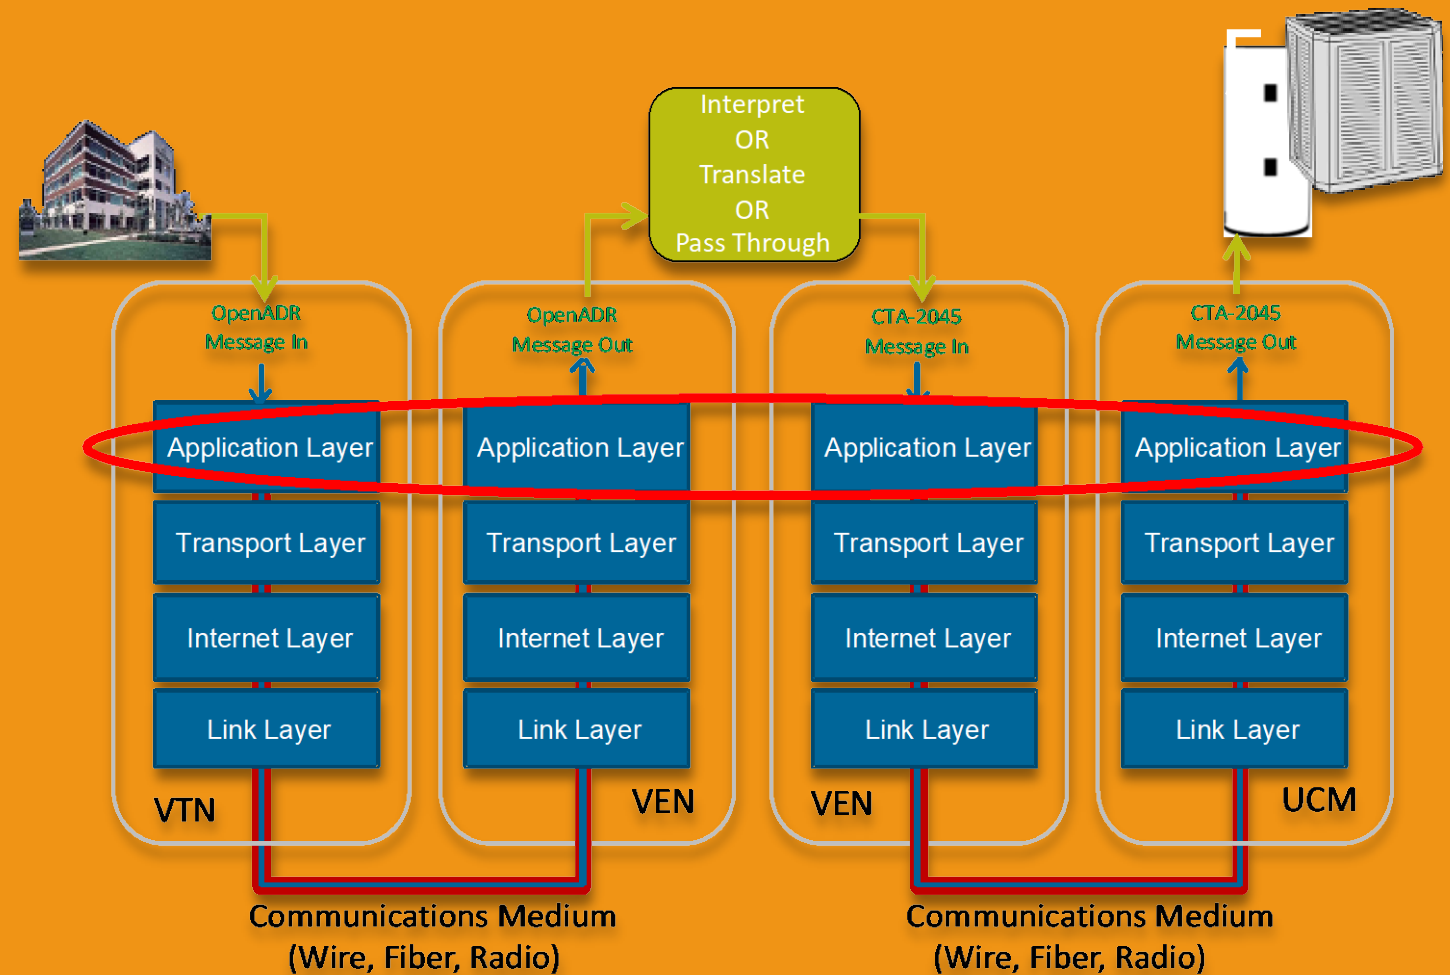 Interpret
OR
Translate
OR
Pass Through
OpenADR
Message In
OpenADR
Message Out
CTA-2045
Message In
CTA-2045
Message Out
Application Layer
Application Layer
Application Layer
Application Layer
Transport Layer
Transport Layer
Transport Layer
Transport Layer
Internet Layer
Internet Layer
Internet Layer
Internet Layer
Link Layer
Link Layer
Link Layer
Link Layer
VTN
VEN
VEN
UCM
Communications Medium
(Wire, Fiber, Radio)
Communications Medium
(Wire, Fiber, Radio)